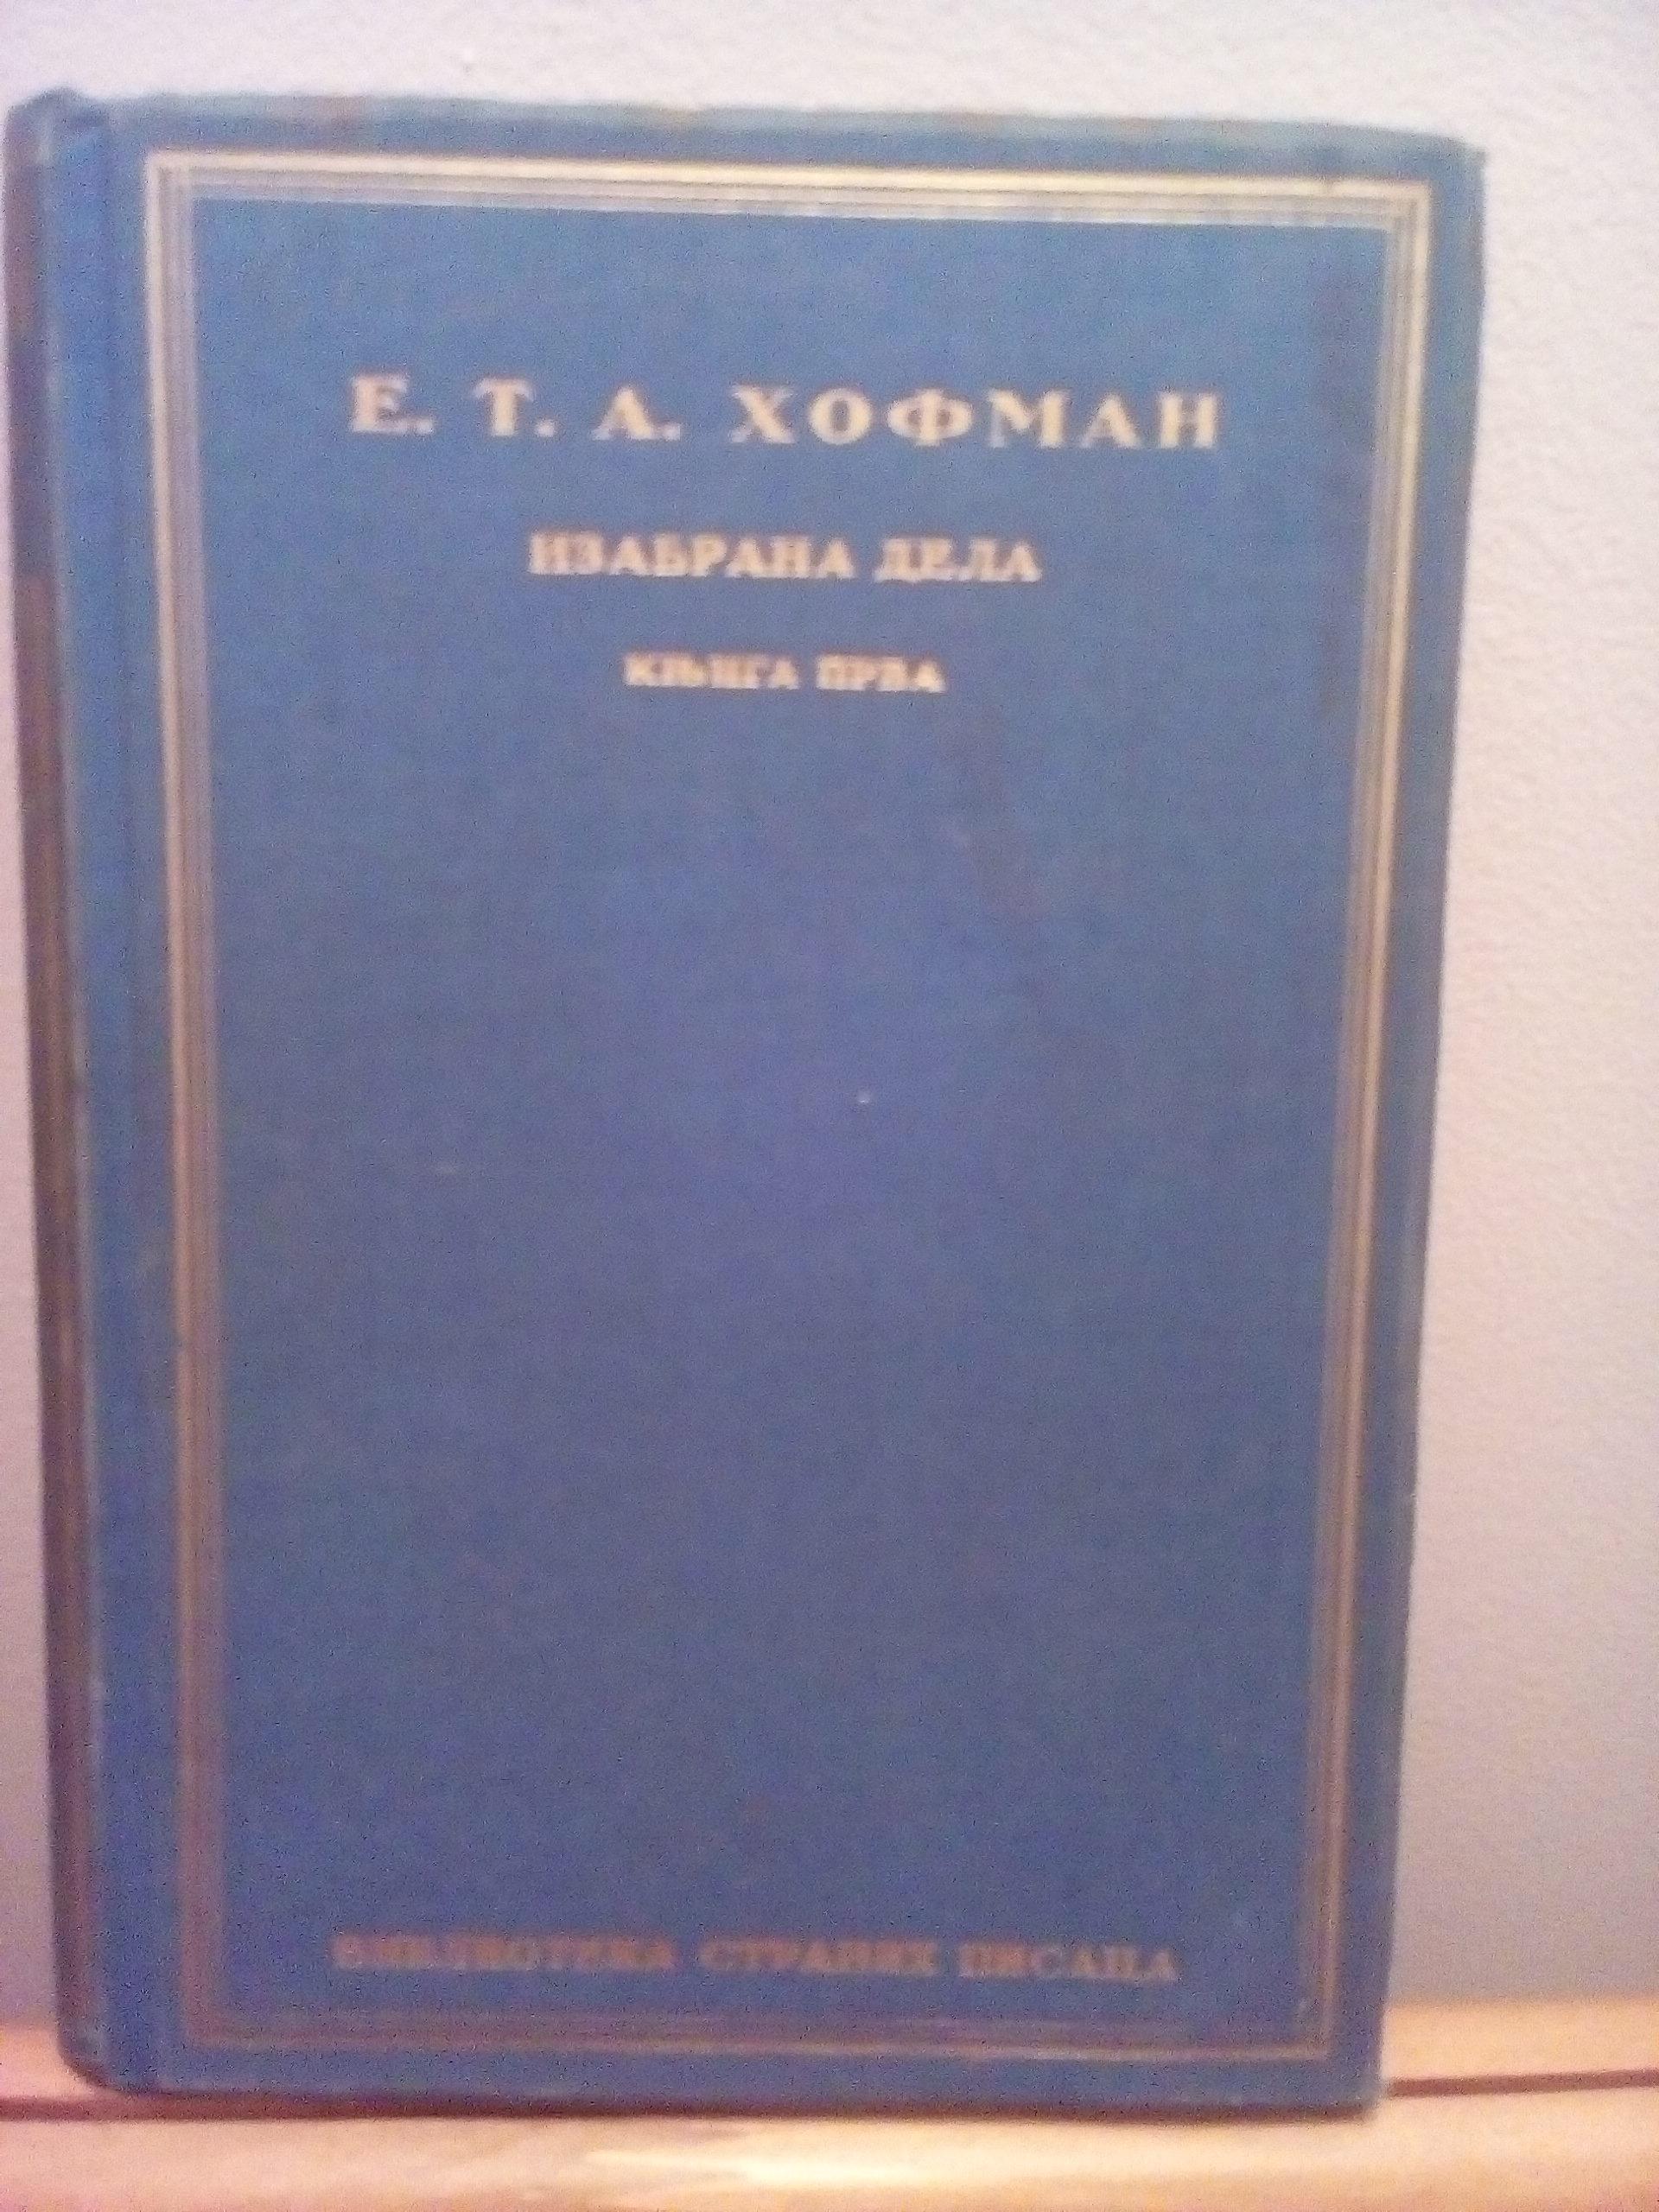 Е. Т. А. ХОФМАН
ИЗАБРАНА ДЕЛА
КЊИГА ПРВА
БИБЛИОТЕКА СТРАНИХ ПИСАЦА